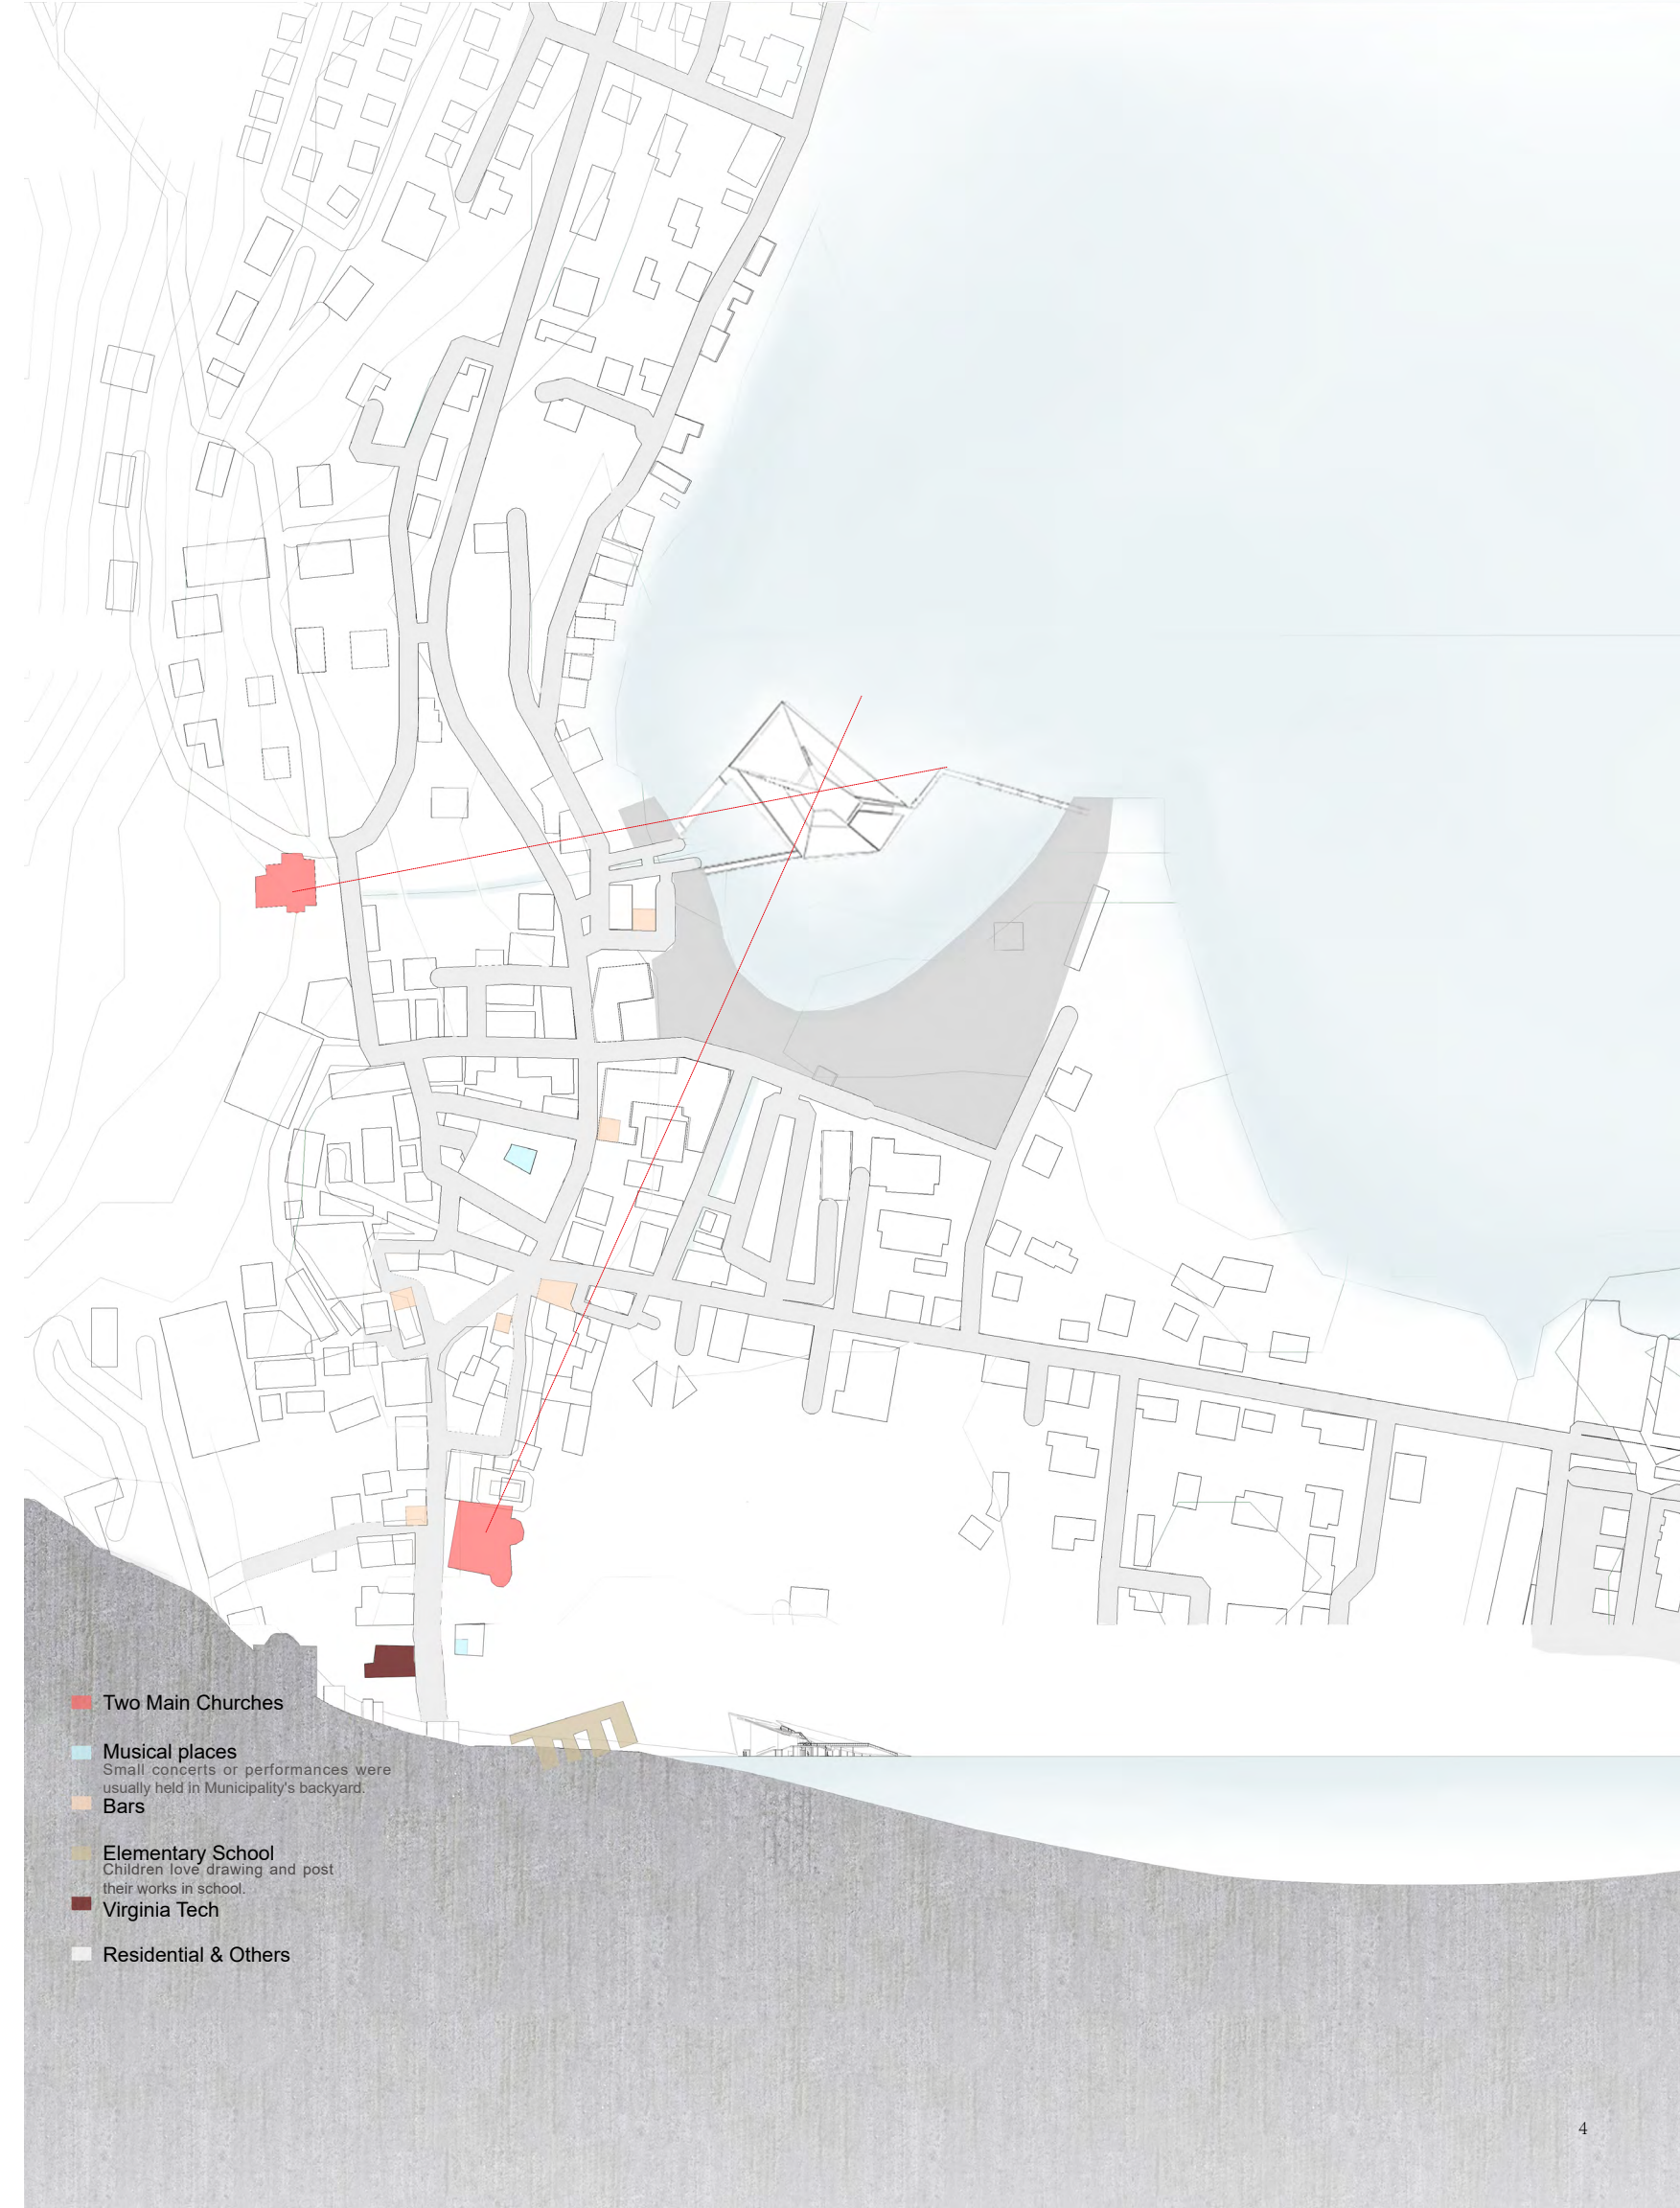 Two Main Churches
Musical places
Small concerts or performances were
usually held in Municipality's backyard.
Bars
Elementary School
Children love drawing and post
their works in school.
Virginia Tech
Residential & Others
4